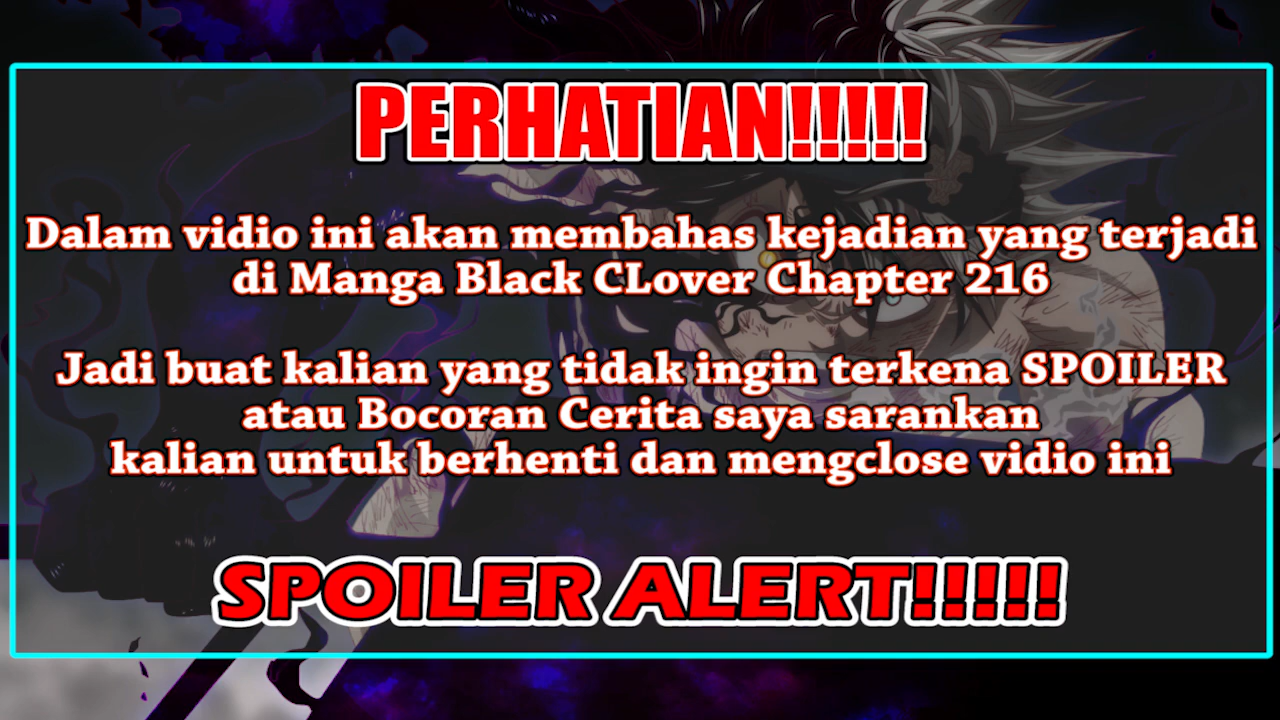 PERHATIAN!!!!!
Dalam vidio ini akan membahas kejadian yang terjadi
di Manga Black CLover Chapter 216
Jadi buat kalian yang tidak ingin terkena SPOILER
atau Bocoran Cerita saya sarankan
kalian untuk berhenti dan mengclose vidio ini
SPOILER ALERT!!!!!